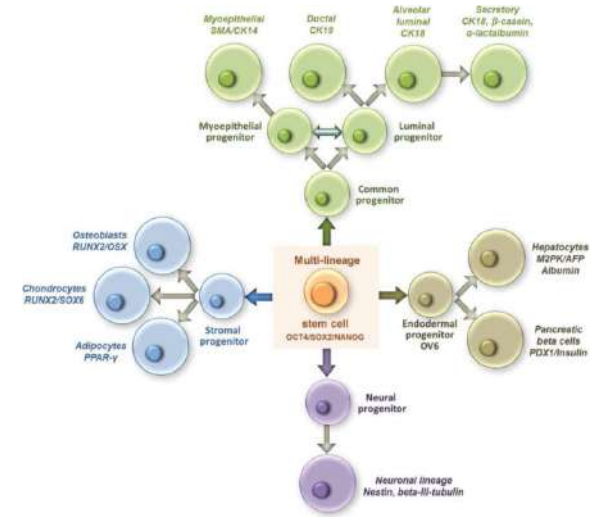 Myoepithelial
SMA/CK14
Ductal
CK19
Alveolar
luminal
CK18
Secretory
CK18, β-casein,
α-lactalbumin
Myoepithelial
progenitor
Luminal
progenitor
Common
progenitor
Osteoblasts
RUNX2/OSX
Chondrocytes
RUNX2/SOX6
Adipocytes
PPAR-γ
Stromal
progenitor
Multi-lineage
stem cell
OCT4/SOX2/NANOG
Endodermal
progenitor
OV6
Hepatocytes
M2PK/AFP
Albumin
Pancreatic
beta cells
PDX1/Insulin
Neural
progenitor
Neuronal lineage
Nestin, beta-III-tubulin